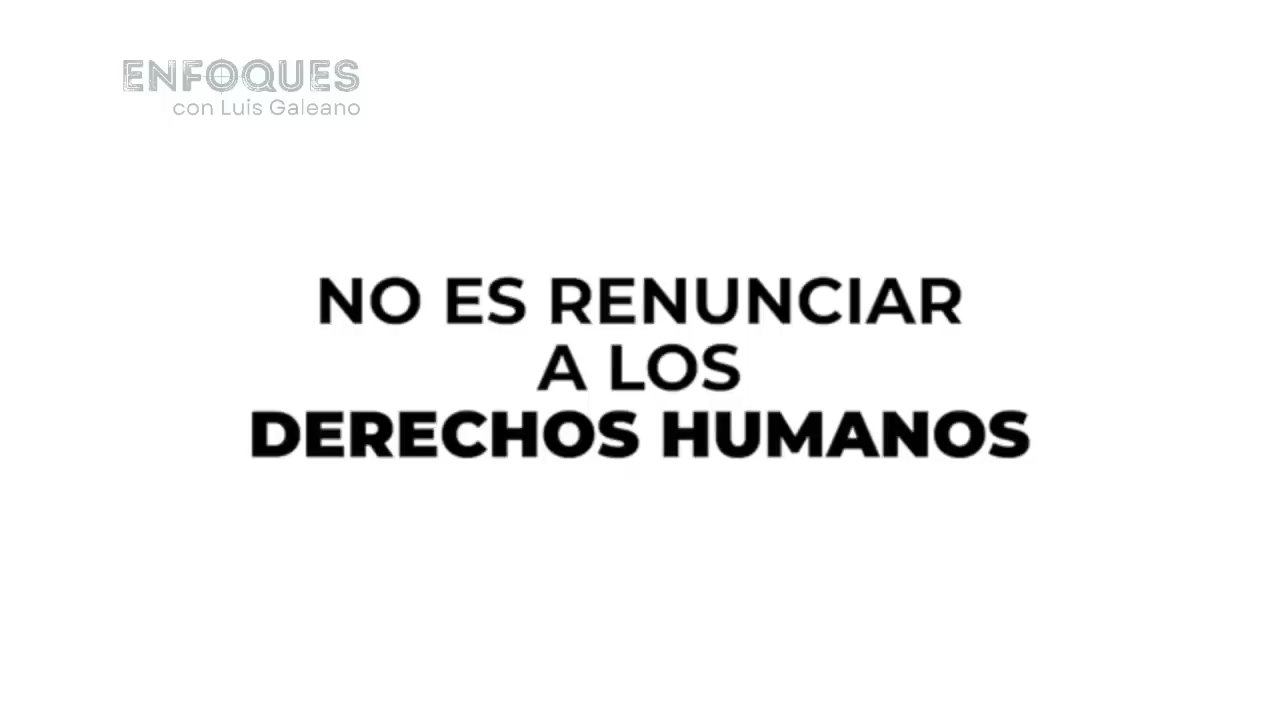 ENFOQUES
con Luis Galeano
NO ES RENUNCIAR
A LOS
DERECHOS HUMANOS